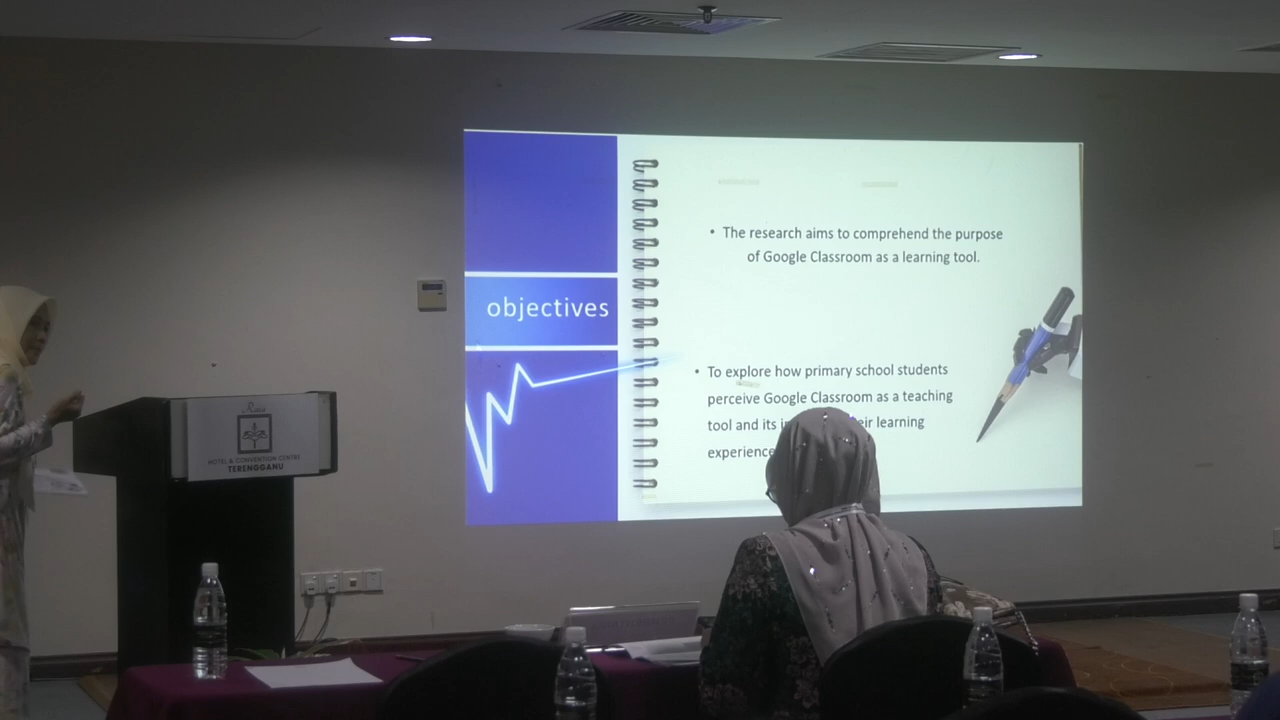 objectives
• The research aims to comprehend the purpose
of Google Classroom as a learning tool.
• To explore how primary school students
perceive Google Classroom as a teaching
tool and its learning
experience
HOTEL & CONVENTION CENTRE
TERENGGANU